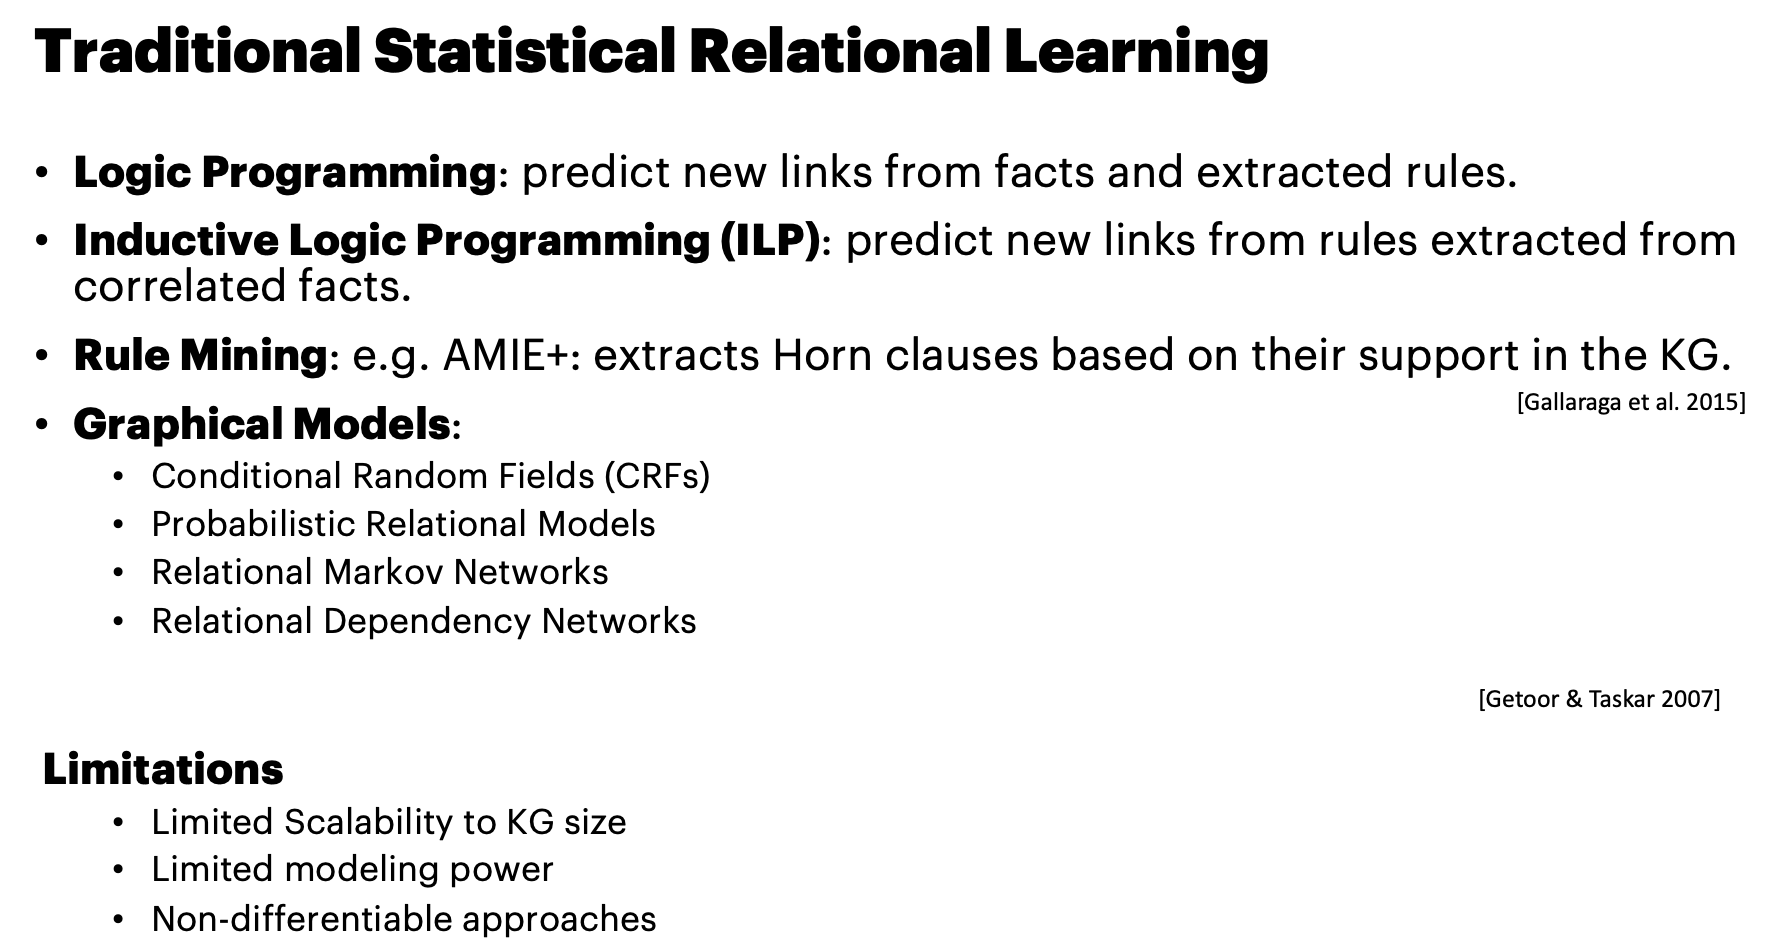 Traditional Statistical Relational Learning
• Logic Programming: predict new links from facts and extracted rules.
• Inductive Logic Programming (ILP): predict new links from rules extracted from
correlated facts.
• Rule Mining: e.g. AMIE+: extracts Horn clauses based on their support in the KG.
[Gallaraga et al. 2015]
• Graphical Models:
• Conditional Random Fields (CRFs)
• Probabilistic Relational Models
• Relational Markov Networks
• Relational Dependency Networks
[Getoor & Taskar 2007]
Limitations
• Limited Scalability to KG size
• Limited modeling power
• Non-differentiable approaches